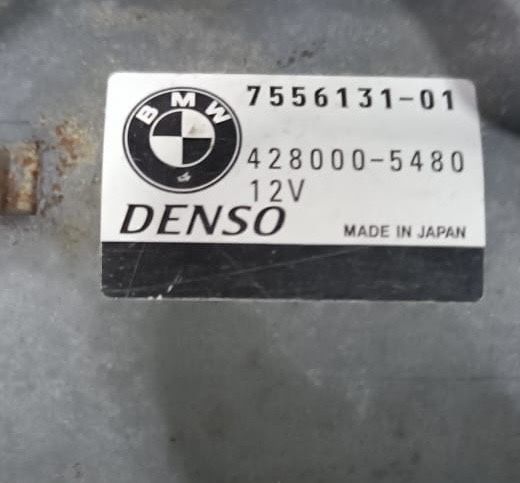 BMW
7556131-01
428000-5480
12V
DENSO
MADE IN JAPAN